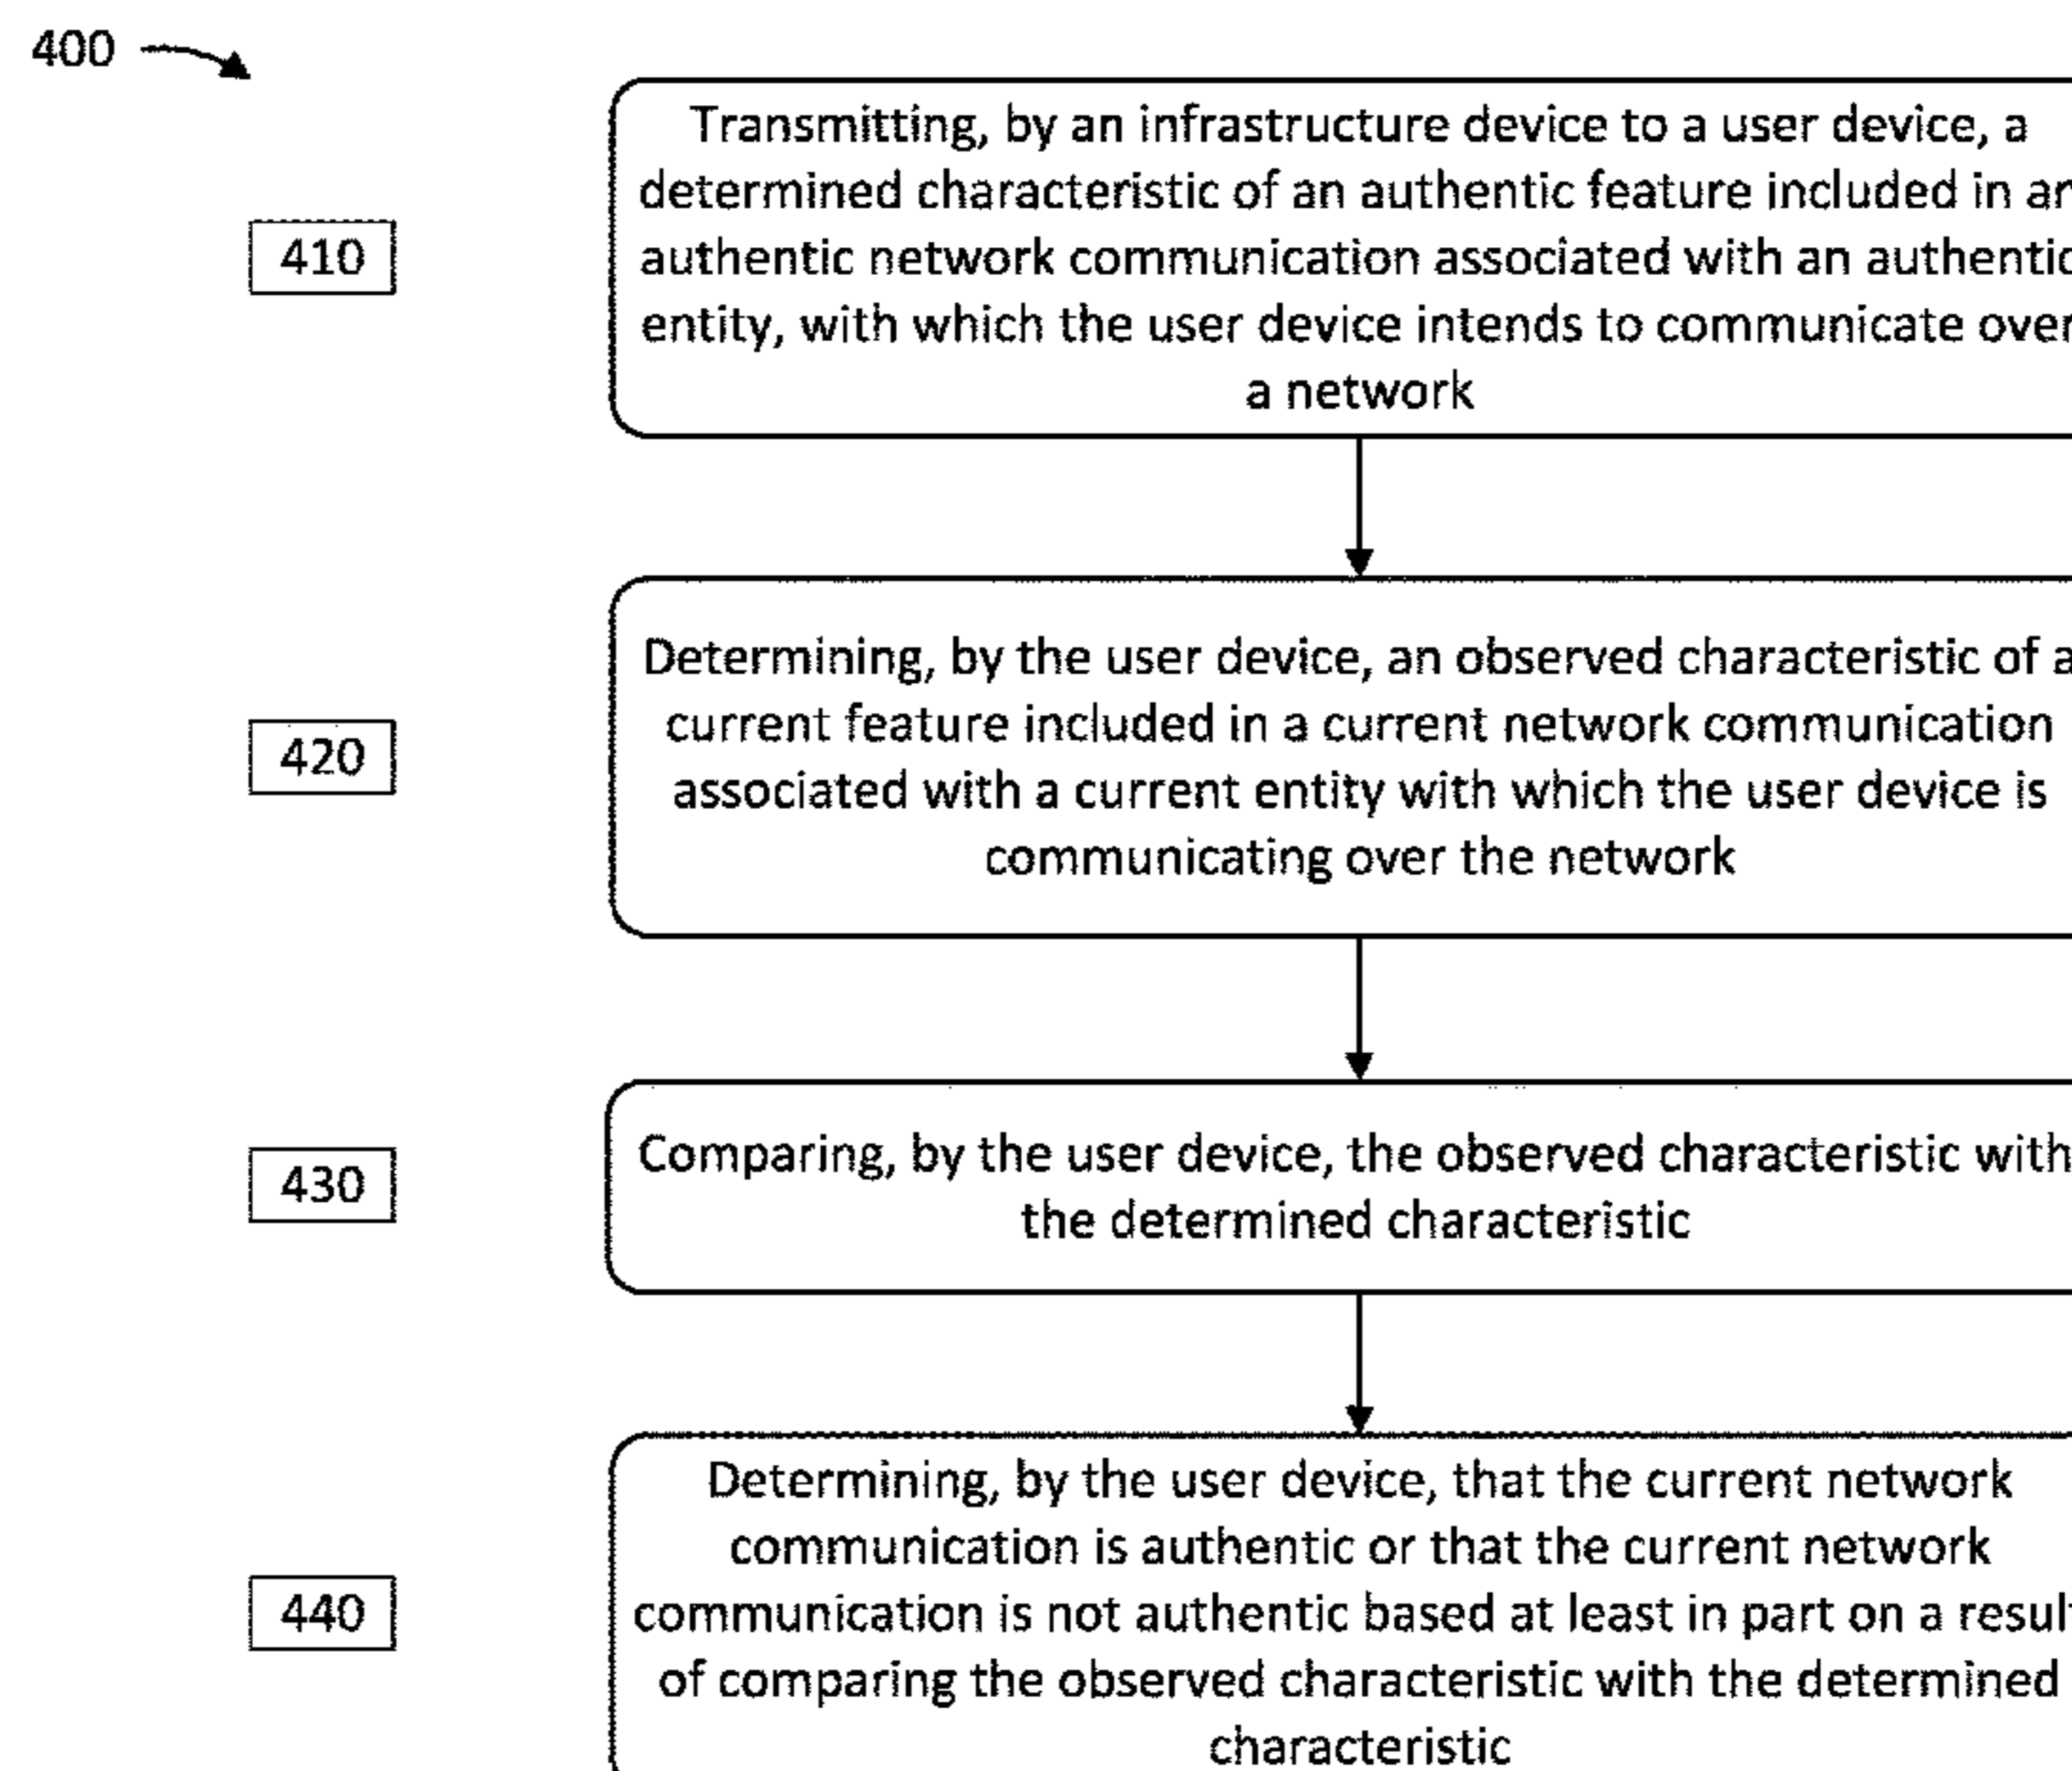 400
Transmitting, by an infrastructure device to a user device, a
determined characteristic of an authentic feature included in an
410
authentic network communication associated with an authentic
entity, with which the user device intends to communicate over
a network
Determining, by the user device, an observed characteristic of a
current feature included in a current network communication
420
associated with a current entity with which the user device is
communicating over the network
Comparing, by the user device, the observed characteristic with
430
the determined characteristic
Determining, by the user device, that the current network
communication is authentic or that the current network
440
communication is not authentic based at least in part on a result
of comparing the observed characteristic with the determined
characteristic